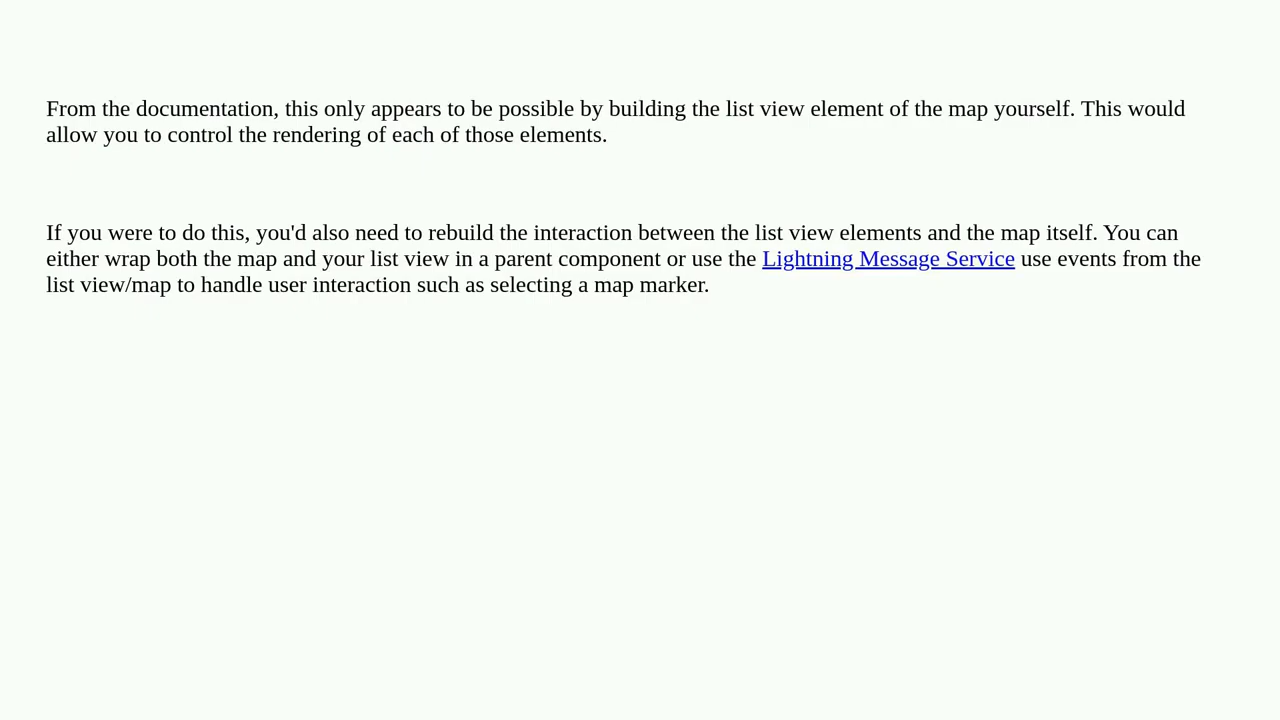 From the documentation, this only appears to be possible by building the list view element of the map yourself. This would
allow you to control the rendering of each of those elements.
If you were to do this, you'd also need to rebuild the interaction between the list view elements and the map itself. You can
either wrap both the map and your list view in a parent component or use the Lightning Message Service use events from the
list view/map to handle user interaction such as selecting a map marker.